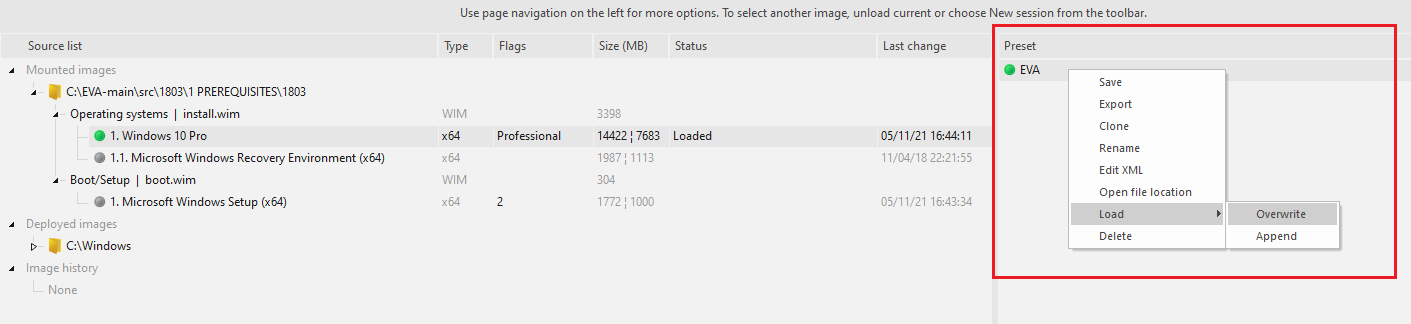 Use page navigation on the left for more options. To select another image, unload current or choose New session from the toolbar.
Source list Type Flags Size (MB) Status Last change Preset
Mounted images EVA
C:\EVA-main\src\1803\1 PREREQUISITES\1803
Operating systems | install.wim WIM 3398
1. Windows 10 Pro x64 Professional 14422 ¦ 7683 Loaded 05/11/21 16:44:11
1.1. Microsoft Windows Recovery Environment (x64) x64 1987 ¦ 1113 11/04/18 22:21:55
Boot/Setup | boot.wim WIM 304
1. Microsoft Windows Setup (x64) x64 2 1772 ¦ 1000 05/11/21 16:43:34
Deployed images
C:\Windows
Image history
None
Save
Export
Clone
Rename
Edit XML
Open file location
Load Overwrite
Delete Append